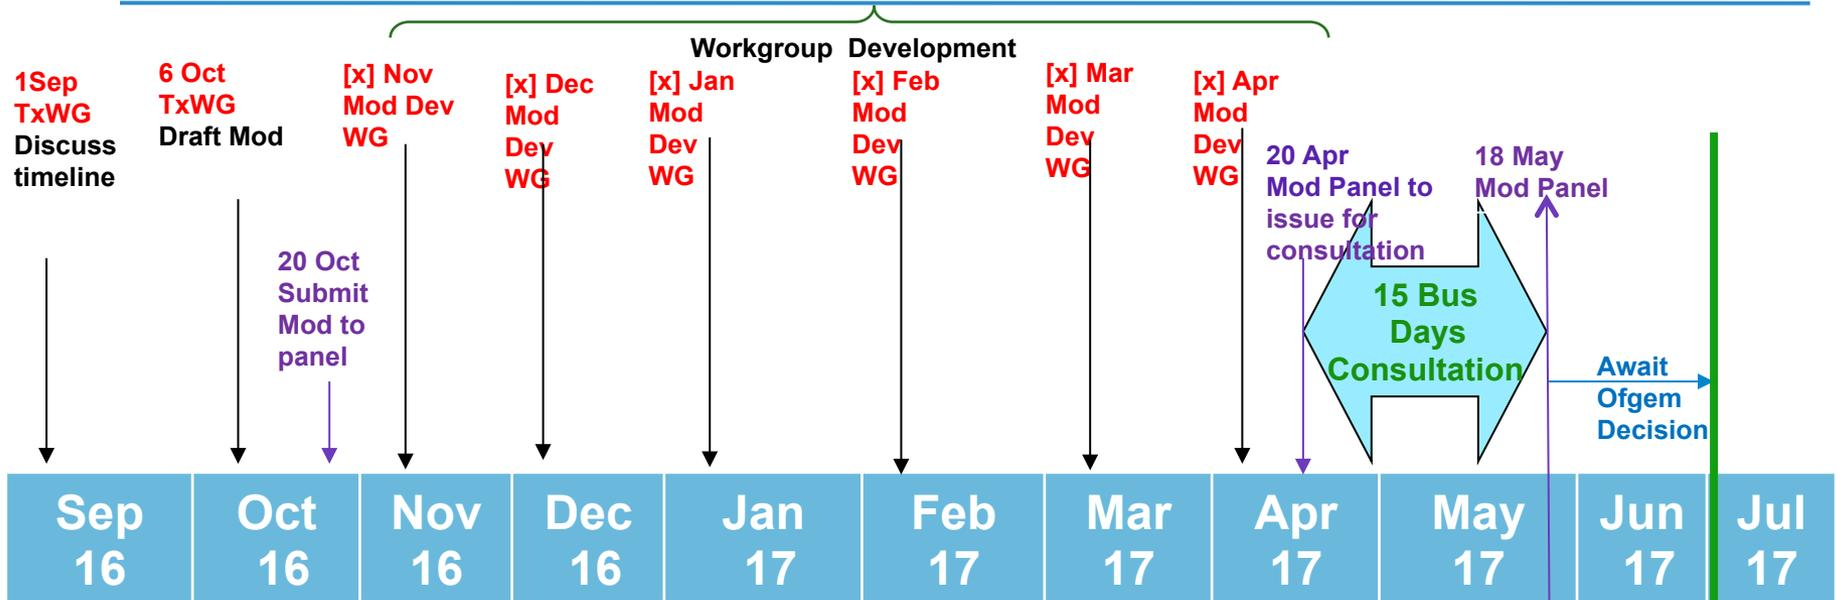 Workgroup Development
1Sep
TxWG
Discuss
timeline
6 Oct
TxWG
Draft Mod
20 Oct
Submit
Mod to
panel
[x] Nov
Mod Dev
WG
[x] Dec
Mod
Dev
WG
[x] Jan
Mod
Dev
WG
[x] Feb
Mod
Dev
WG
[x] Mar
Mod
Dev
WG
[x] Apr
Mod
Dev
WG
20 Apr
Mod Panel to
issue for
consultation
15 Bus
Days
Consultation
18 May
Mod Panel
Await
Ofgem
Decision
Sep
16
Oct
16
Nov
16
Dec
16
Jan
17
Feb
17
Mar
17
Apr
17
May
17
Jun
17
Jul
17